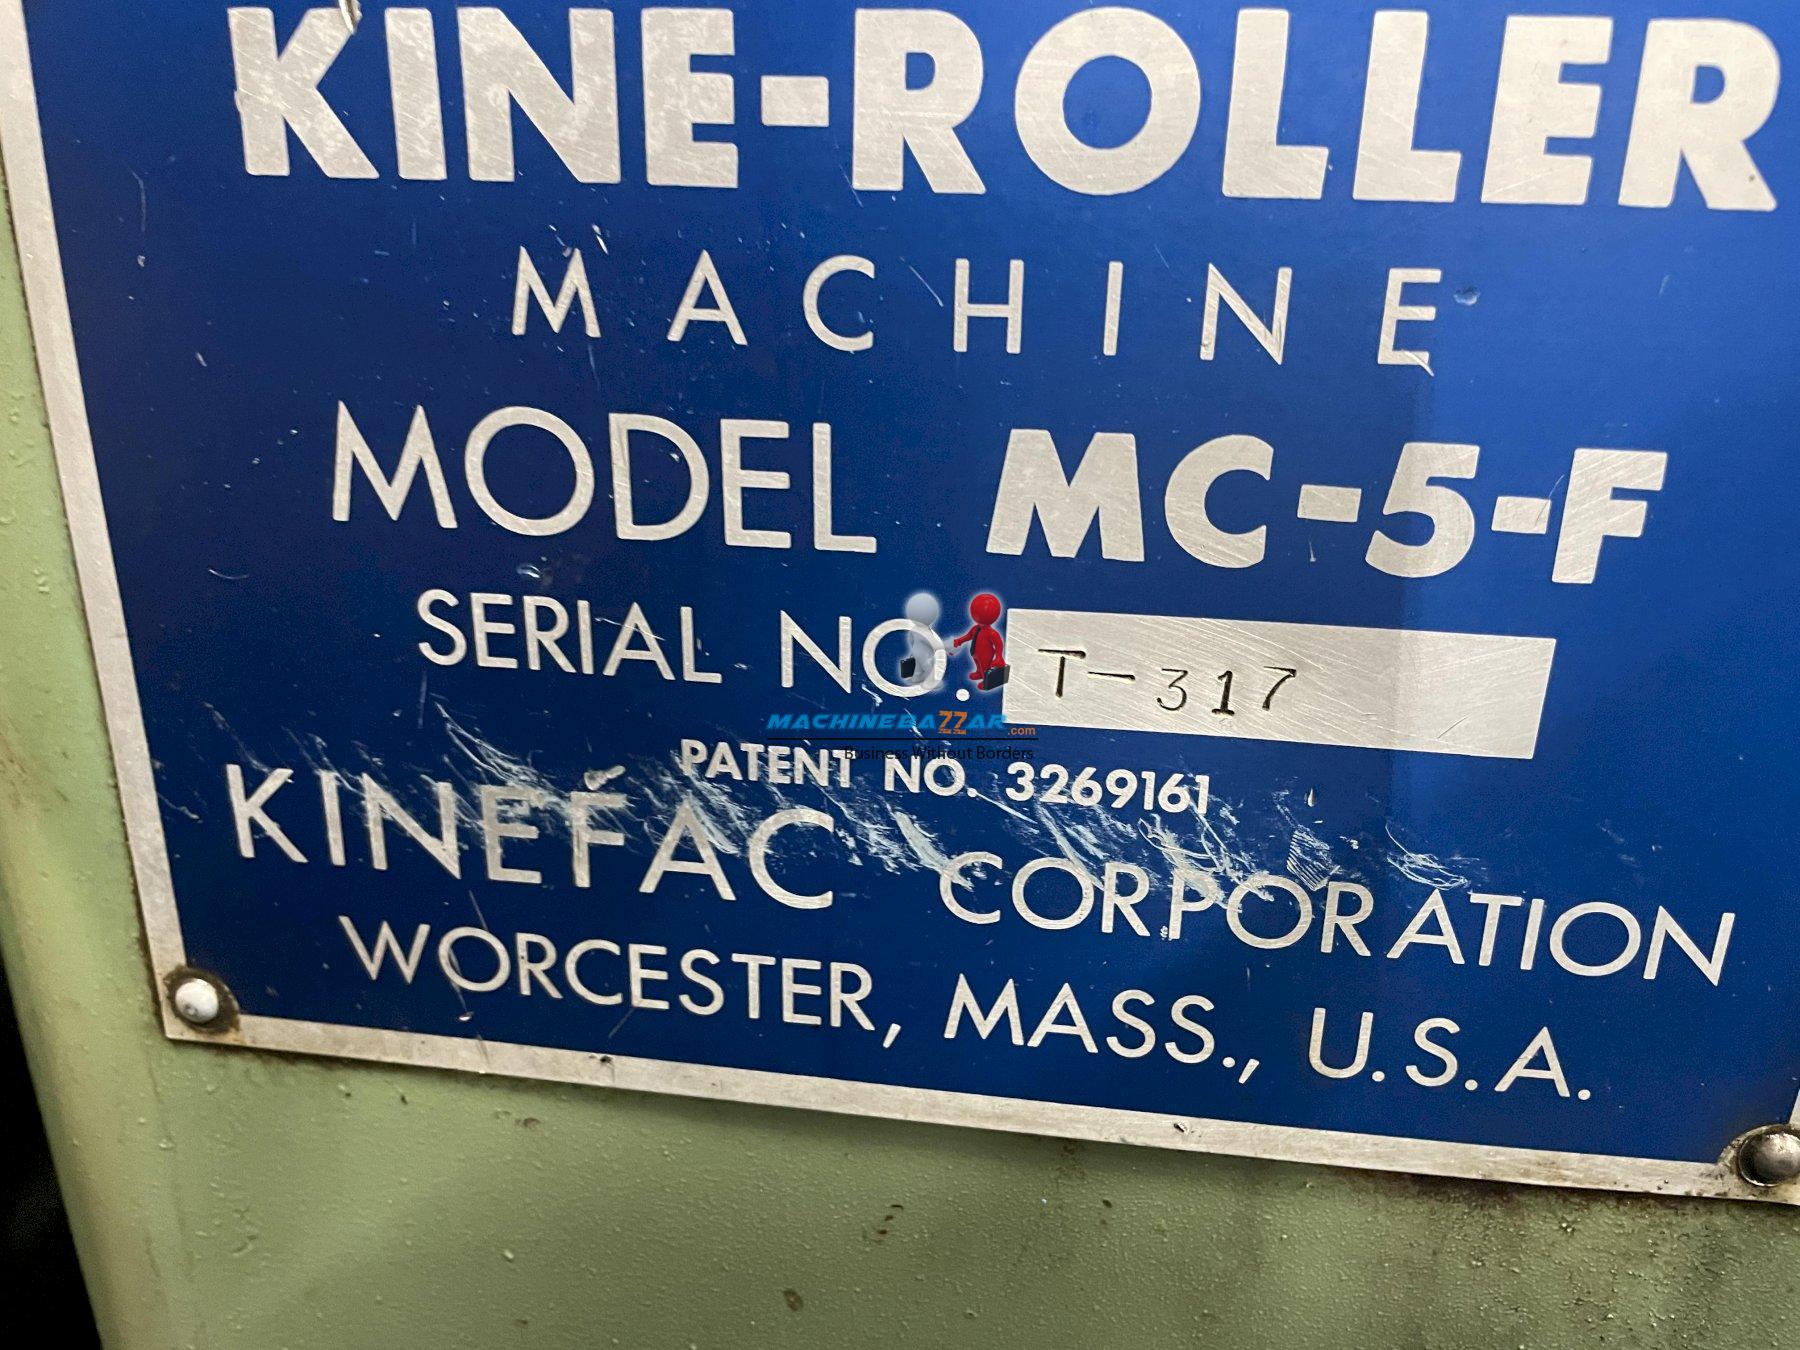 KINE-ROLLER
MACHINE
MODEL MC-5-F
SERIAL NO. T-317
MACHINEBAZZAR.com
Business Without Borders
PATENT NO. 3269161
KINEFAC CORPORATION
WORCESTER, MASS., U.S.A.